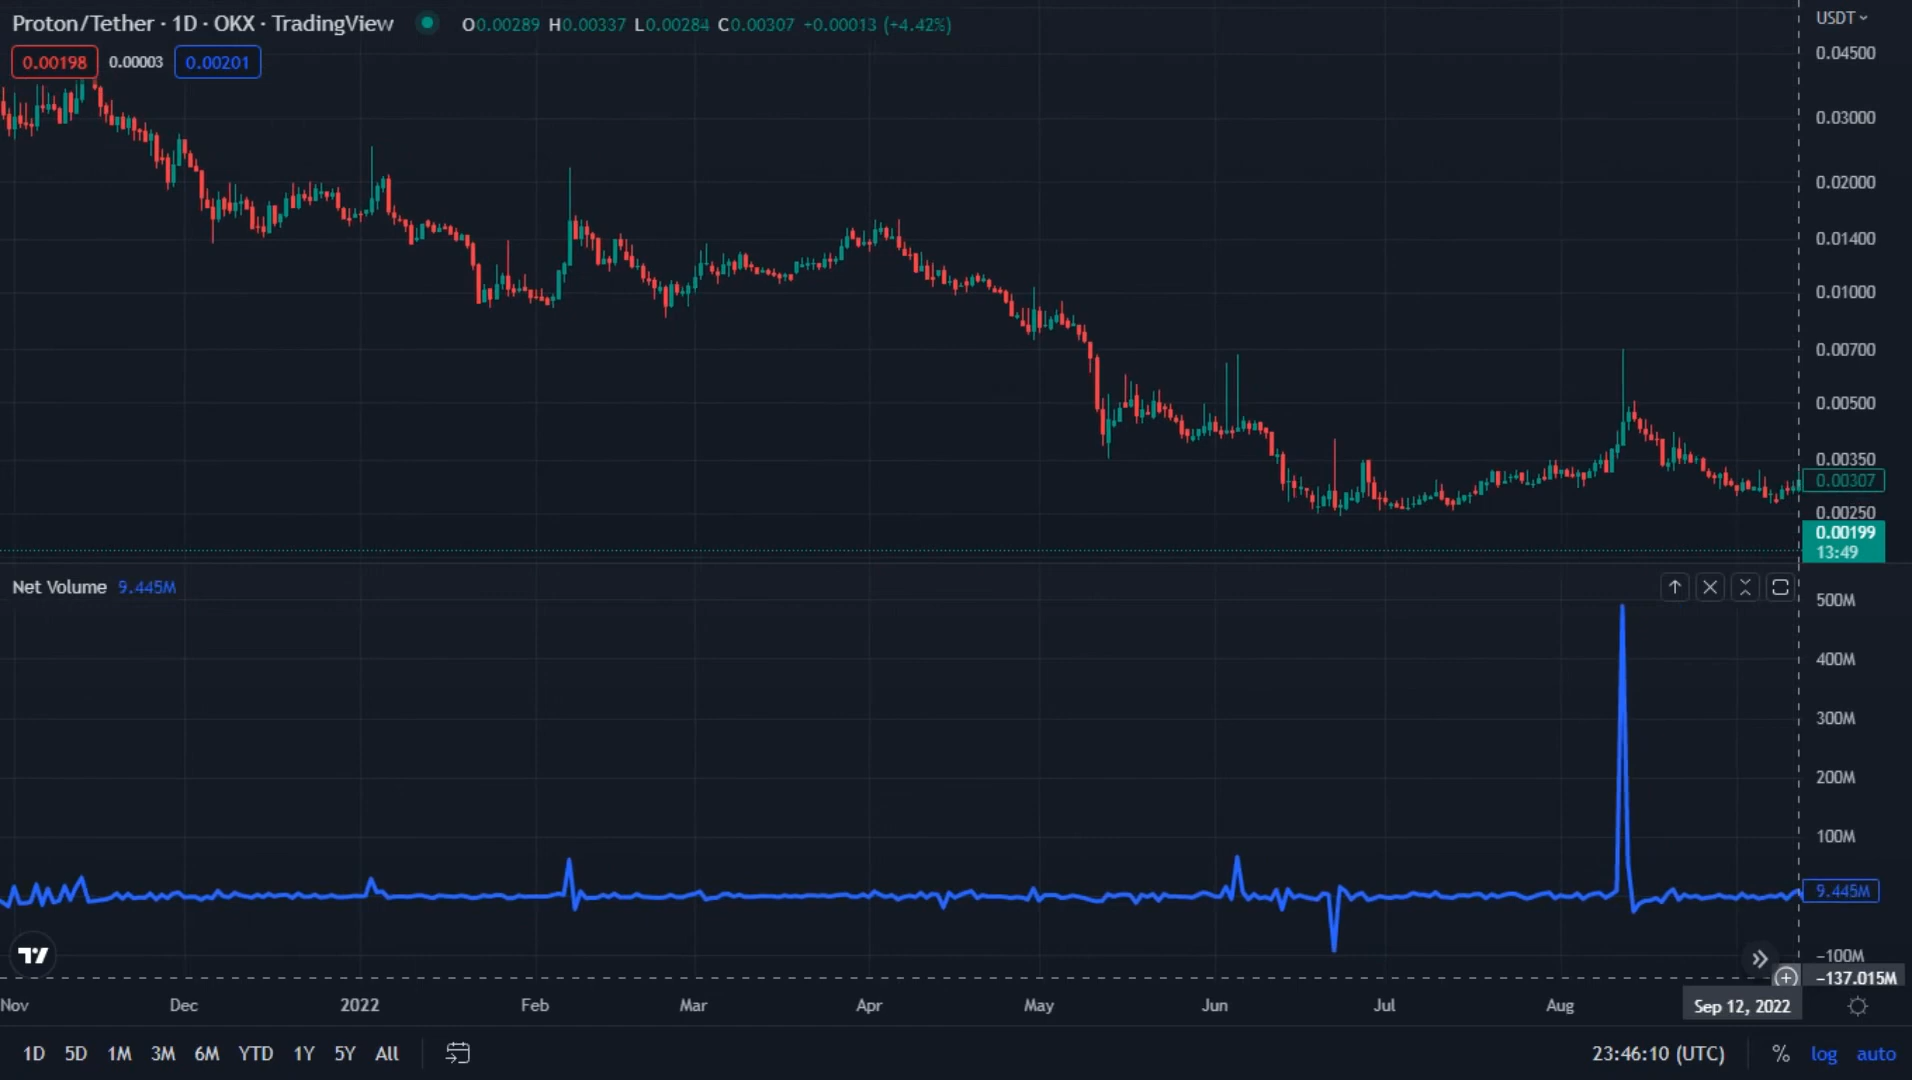 Proton/Tether · 1D · OKX · TradingView O0.00289 H0.00337 L0.00284 C0.00307 +0.00013 (+4.42%)
USDT
0.00198 0.00003 0.00201
0.04500
0.03000
0.02000
0.01400
0.01000
0.00700
0.00500
0.00350
0.00307
0.00250
0.00199
13:49
Net Volume 9.445M
500M
400M
300M
200M
100M
9.445M
−100M
−137.015M
Nov Dec 2022 Feb Mar Apr May Jun Jul Aug Sep 12, 2022
1D 5D 1M 3M 6M YTD 1Y 5Y All 23:46:10 (UTC) % log auto